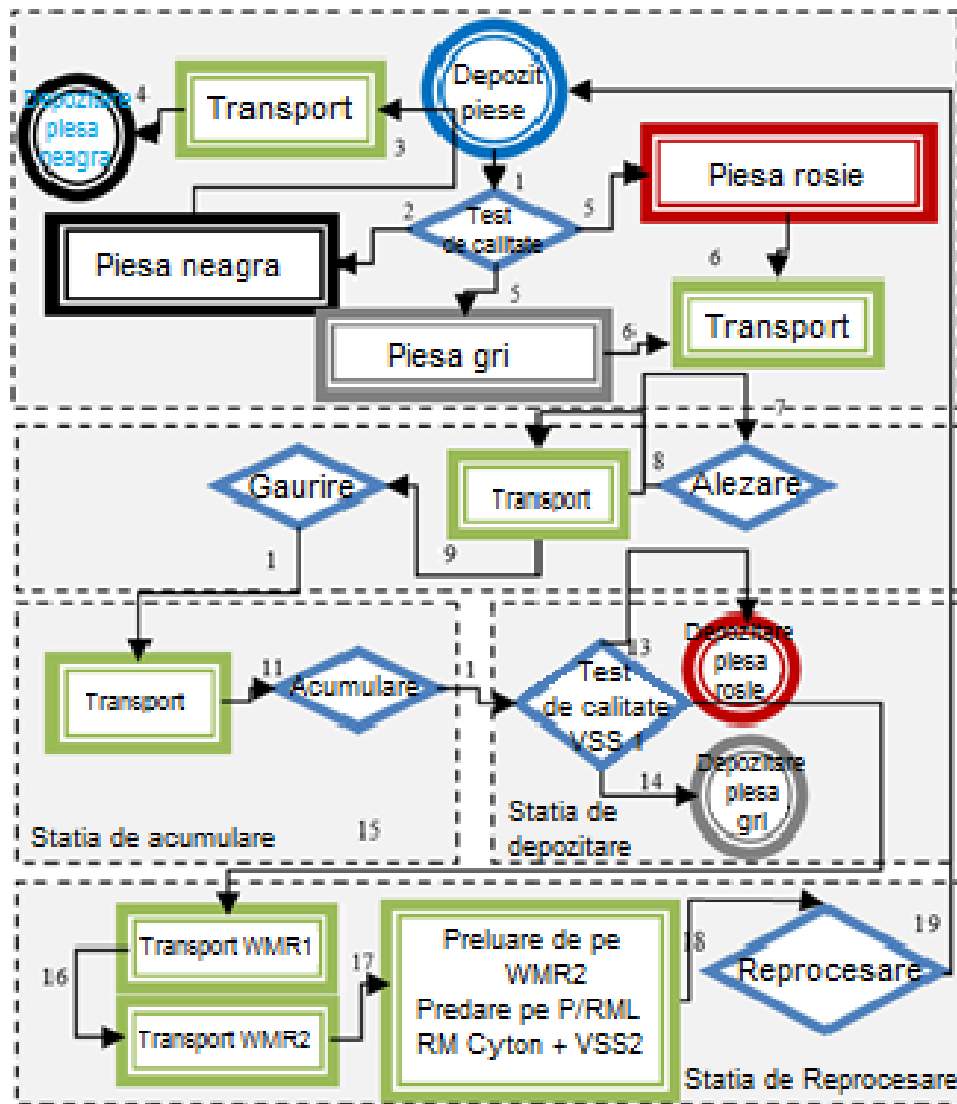 Depozit
piese
Depozitare
piesa
neagra
4
Transport
3
1
2
Test
de calitate
5
Piesa rosie
Piesa neagra
6
5
Piesa gri
6
Transport
7
Gaurire
Transport
8
Alezare
9
1
Transport
11
Acumulare
1
Test
de calitate
VSS 1
13
Depozitare
piesa
rosie
14
Depozitare
piesa
gri
Statia de acumulare
15
Statia de
depozitare
Transport WMR1
16
Transport WMR2
17
Preluare de pe
WMR2
Predare pe P/RML
RM Cyton + VSS2
18
Reprocesare
19
Statia de Reprocesare